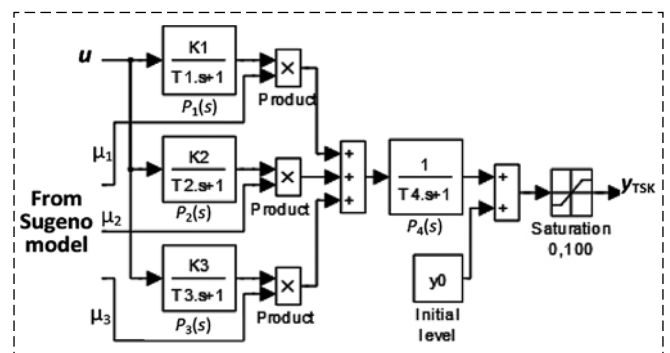 u
K1
T1.s+1
P₁(s)
×
Product
μ₁
K2
T2.s+1
P₂(s)
×
Product
From
Sugeno
model
μ₂
K3
T3.s+1
P₃(s)
×
Product
μ₃
+
+
+
1
T4.s+1
P₄(s)
y0
Initial
level
+
+
Saturation
0,100
yTSK